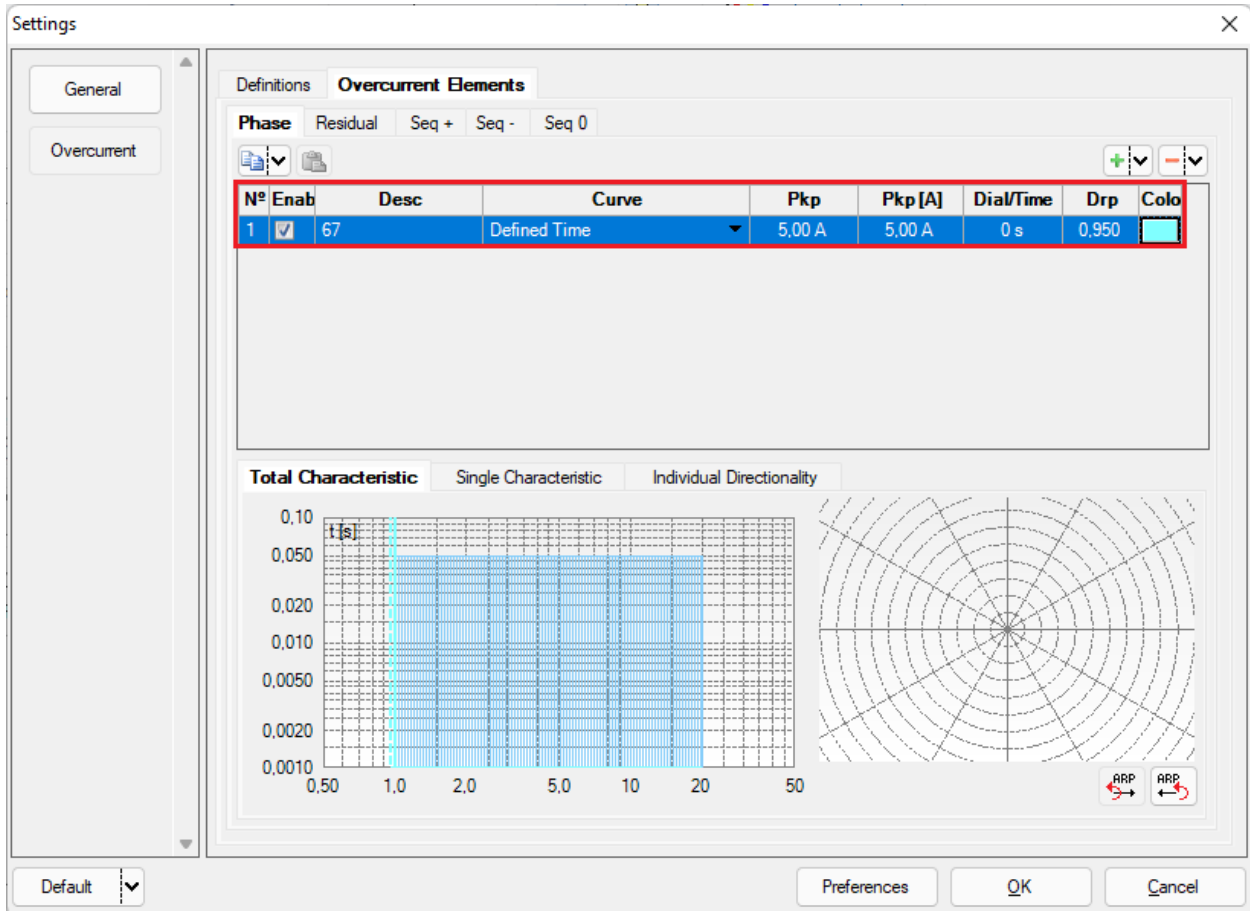 Settings
General
Overcurrent
Definitions Overcurrent Elements
Phase Residual Seq + Seq - Seq 0
Nº Enab Desc Curve Pkp Pkp [A] Dial/Time Drp Colo
1 67 Defined Time 5,00 A 5,00 A 0 s 0,950
Total Characteristic Single Characteristic Individual Directionality
t [s]
0,10
0,050
0,020
0,010
0,0050
0,0020
0,0010
0,50 1,0 2,0 5,0 10 20 50
ARP ARP
Default Preferences OK Cancel